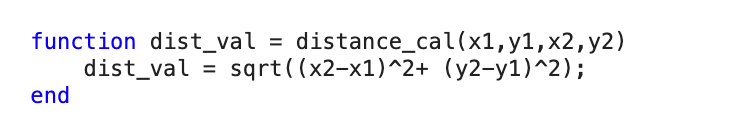 function dist_val = distance_cal(x1,y1,x2,y2)
    dist_val = sqrt((x2-x1)^2+ (y2-y1)^2);
end